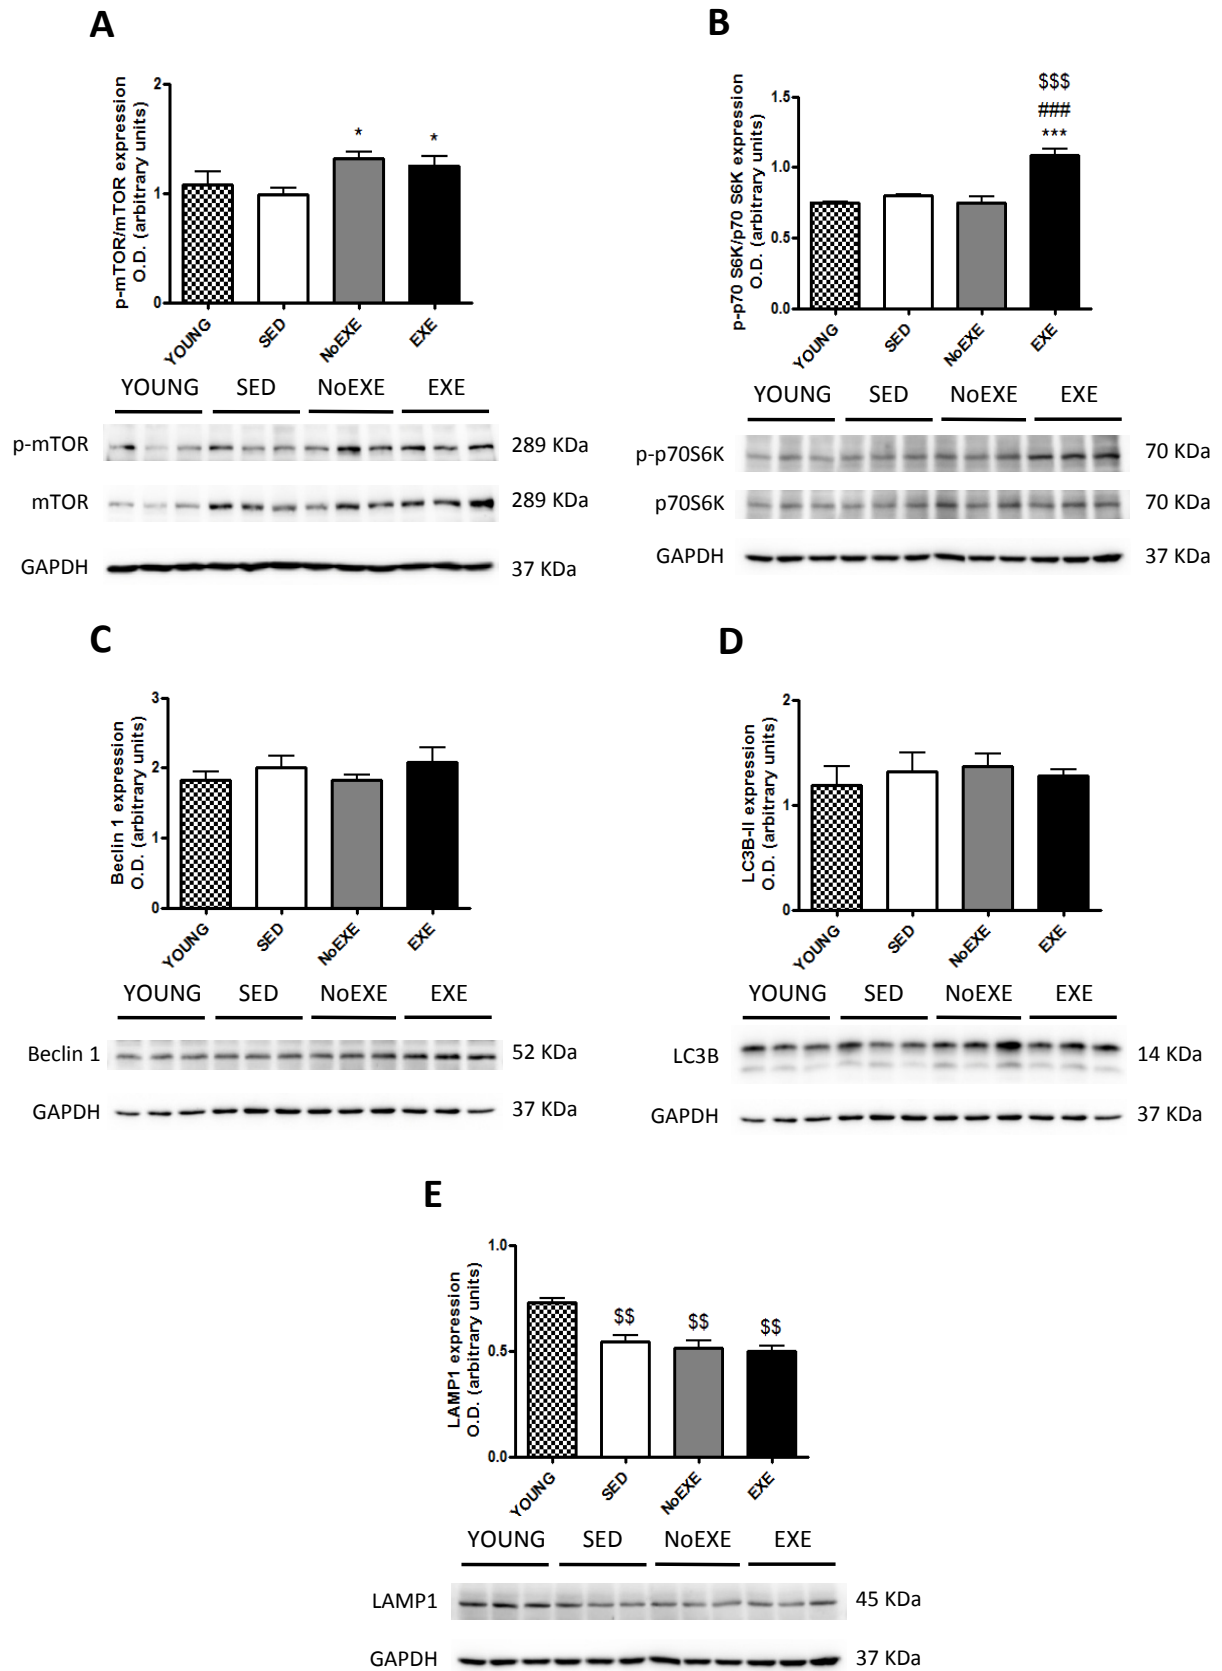 A
p-mTOR/mTOR expression
O.D. (arbitrary units)
2
1
0
*
*
YOUNG
SED
NoEXE
EXE
YOUNG SED NoEXE EXE
p-mTOR 289 KDa
mTOR 289 KDa
GAPDH 37 KDa
B
p-p70 S6K/p70 S6K expression
O.D. (arbitrary units)
1.5
1.0
0.5
0.0
$$$
###
***
YOUNG
SED
NoEXE
EXE
YOUNG SED NoEXE EXE
p-p70S6K 70 KDa
p70S6K 70 KDa
GAPDH 37 KDa
C
Beclin 1 expression
O.D. (arbitrary units)
3
2
1
0
YOUNG
SED
NoEXE
EXE
YOUNG SED NoEXE EXE
Beclin 1 52 KDa
GAPDH 37 KDa
D
LC3B-II expression
O.D. (arbitrary units)
2
1
0
YOUNG
SED
NoEXE
EXE
YOUNG SED NoEXE EXE
LC3B 14 KDa
GAPDH 37 KDa
E
LAMP1 expression
O.D. (arbitrary units)
1.0
0.5
0.0
$$ $$ $$
YOUNG
SED
NoEXE
EXE
YOUNG SED NoEXE EXE
LAMP1 45 KDa
GAPDH 37 KDa